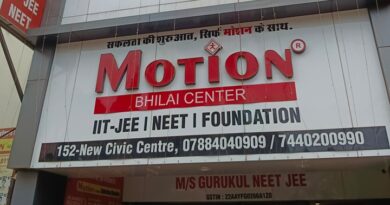 JEE
NEET
सफलता की शुरुआत, सिर्फ मोशन के साथ.
MOTION®
BHILAI CENTER
IIT-JEE I NEET I FOUNDATION
152-New Civic Centre, 07884040909 / 7440200990
M/S GURUKUL NEET JEE